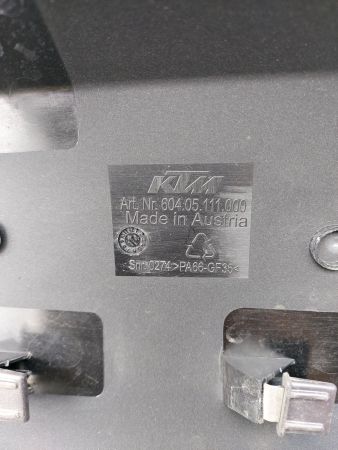 KTM
Art. Nr. 604.05.111.000
Made in Austria
>PA66-GF35<